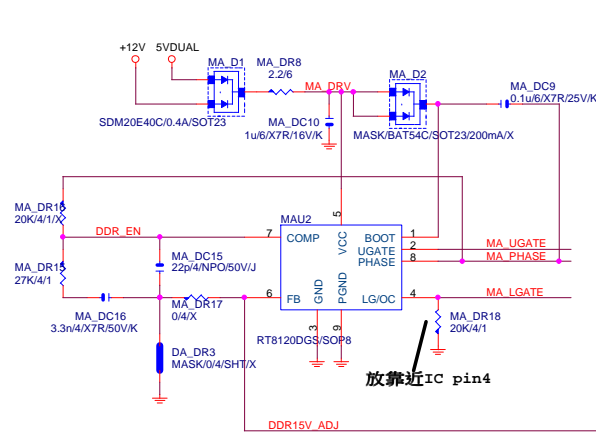 +12V 5VDUAL
MA_D1
MA_DR8
2.2/6
MA_DRV
MA_D2
MA_DC9
0.1u/6/X7R/25V/K
SDM20E40C/0.4A/SOT23
MA_DC10
1u/6/X7R/16V/K
MASK/BAT54C/SOT23/200mA/X
MA_DR16
20K/4/1/X
DDR_EN
MAU2
5
7
COMP
VCC
BOOT
1
UGATE
2
MA_UGATE
PHASE
8
MA_PHASE
MA_DC15
22p/4/NPO/50V/J
MA_DR15
27K/4/1
6
FB
GND
PGND
LG/OC
4
MA_LGATE
MA_DC16
3.3n/4/X7R/50V/K
MA_DR17
0/4/X
3
9
MA_DR18
20K/4/1
RT8120DGS/SOP8
DA_DR3
MASK/0/4/SHT/X
放靠近IC pin4
DDR15V_ADJ